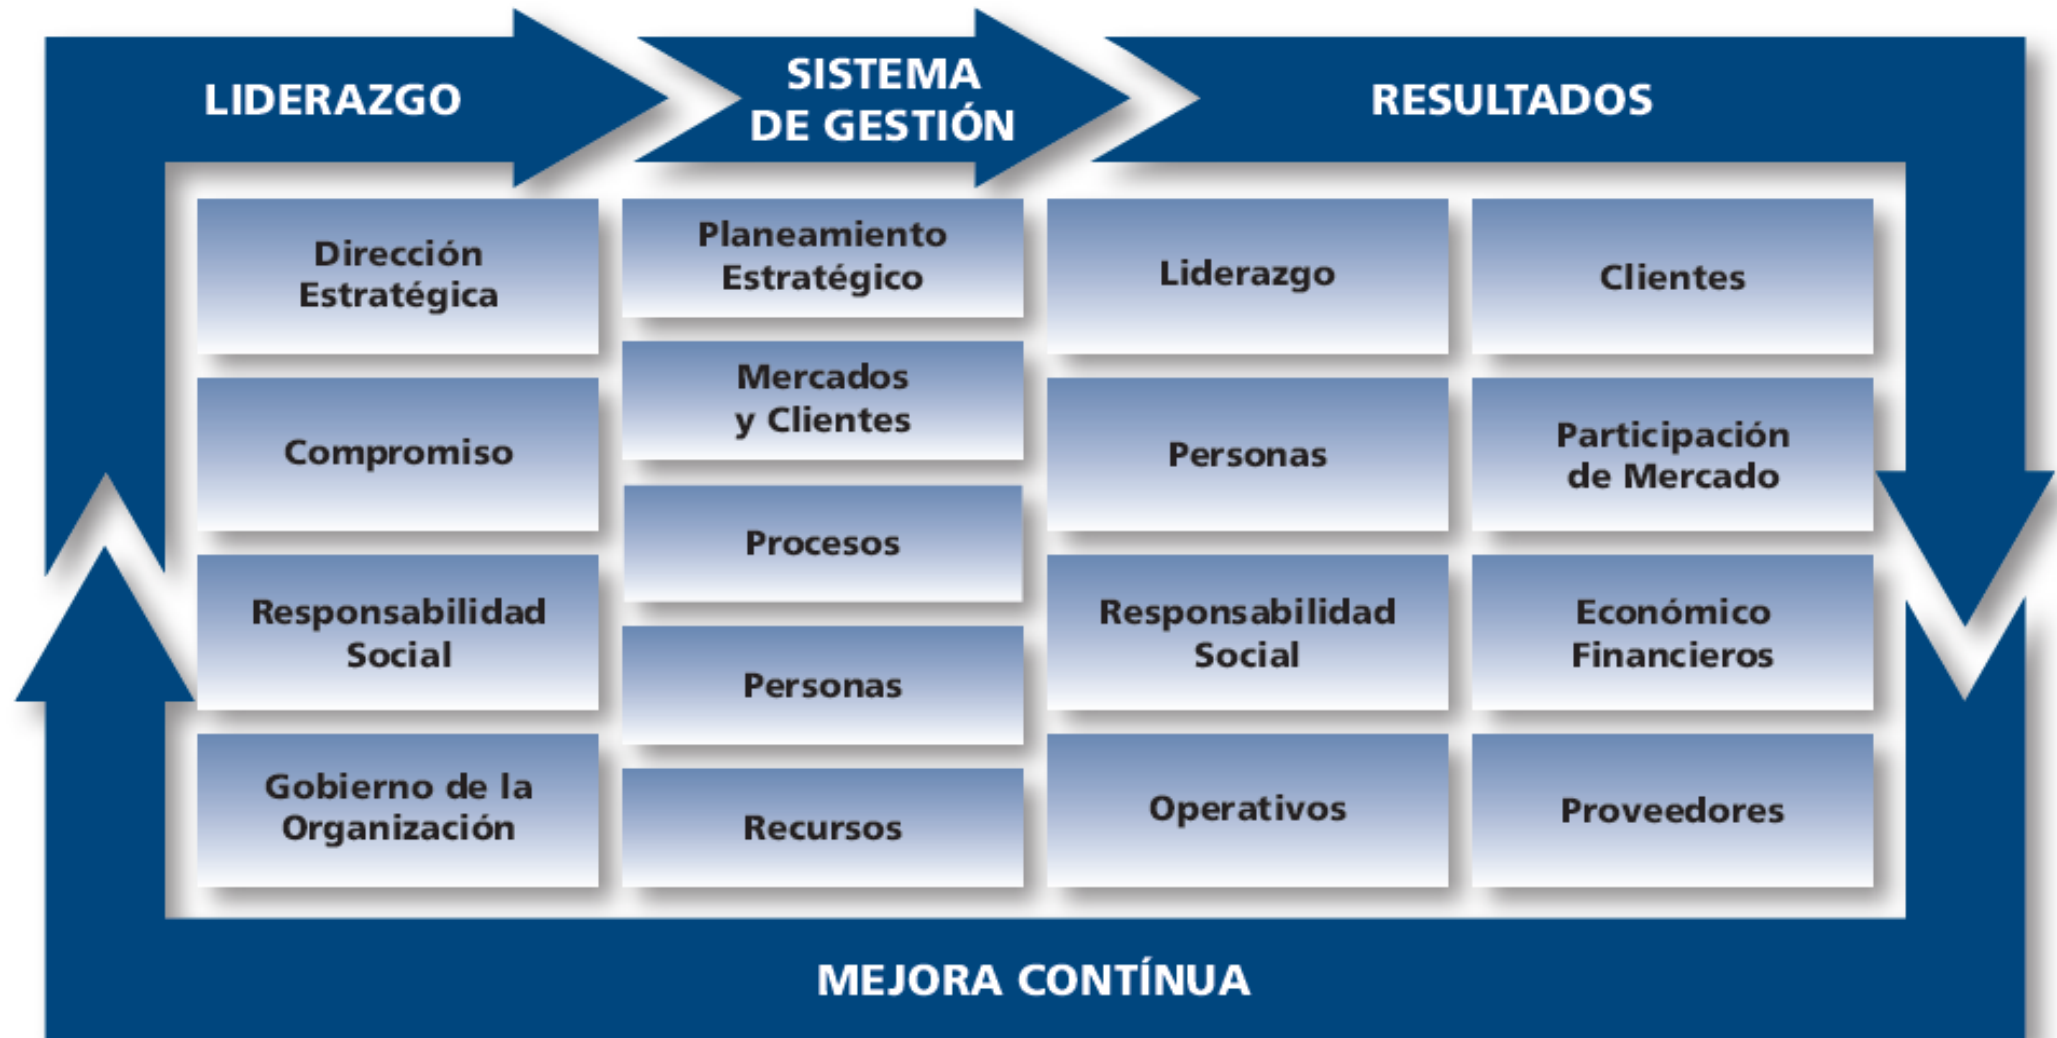 LIDERAZGO
SISTEMA
DE GESTIÓN
RESULTADOS
Dirección
Estratégica
Compromiso
Responsabilidad
Social
Gobierno de la
Organización
Planeamiento
Estratégico
Mercados
y Clientes
Procesos
Personas
Recursos
Liderazgo
Personas
Responsabilidad
Social
Operativos
Clientes
Participación
de Mercado
Económico
Financieros
Proveedores
MEJORA CONTÍNUA